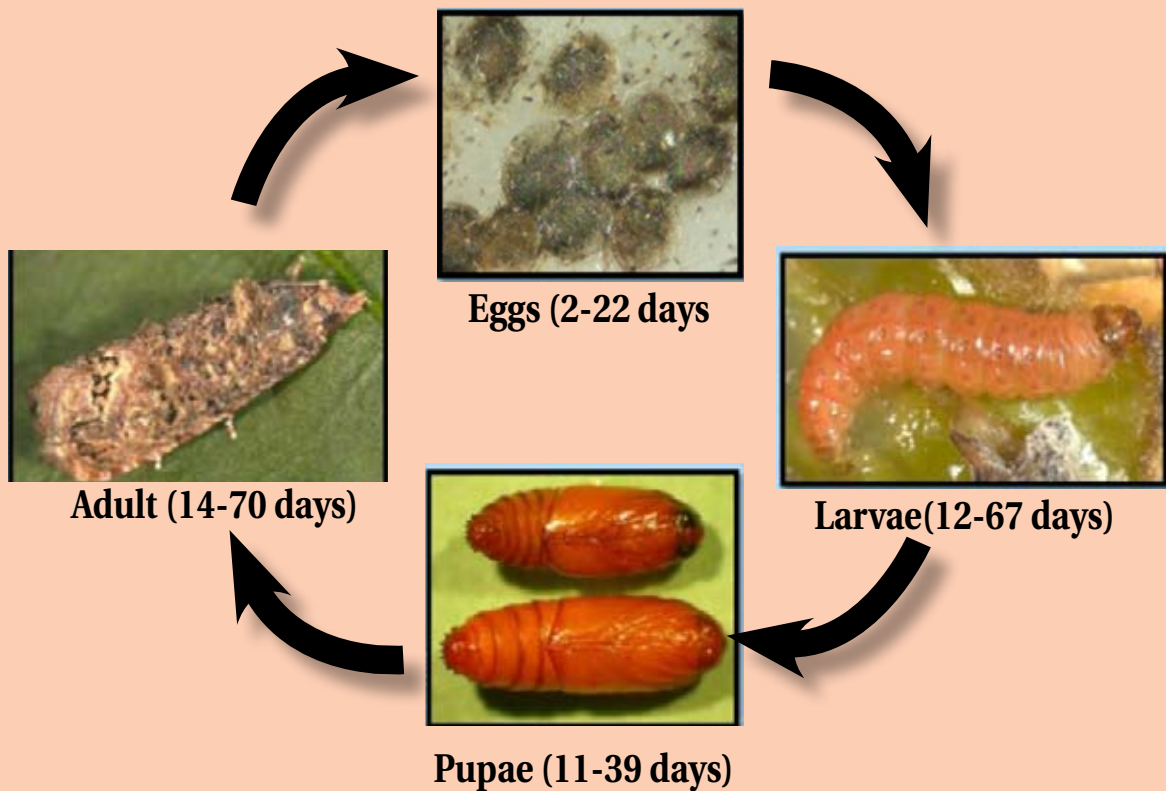 Eggs (2-22 days
Adult (14-70 days)
Larvae(12-67 days)
Pupae (11-39 days)